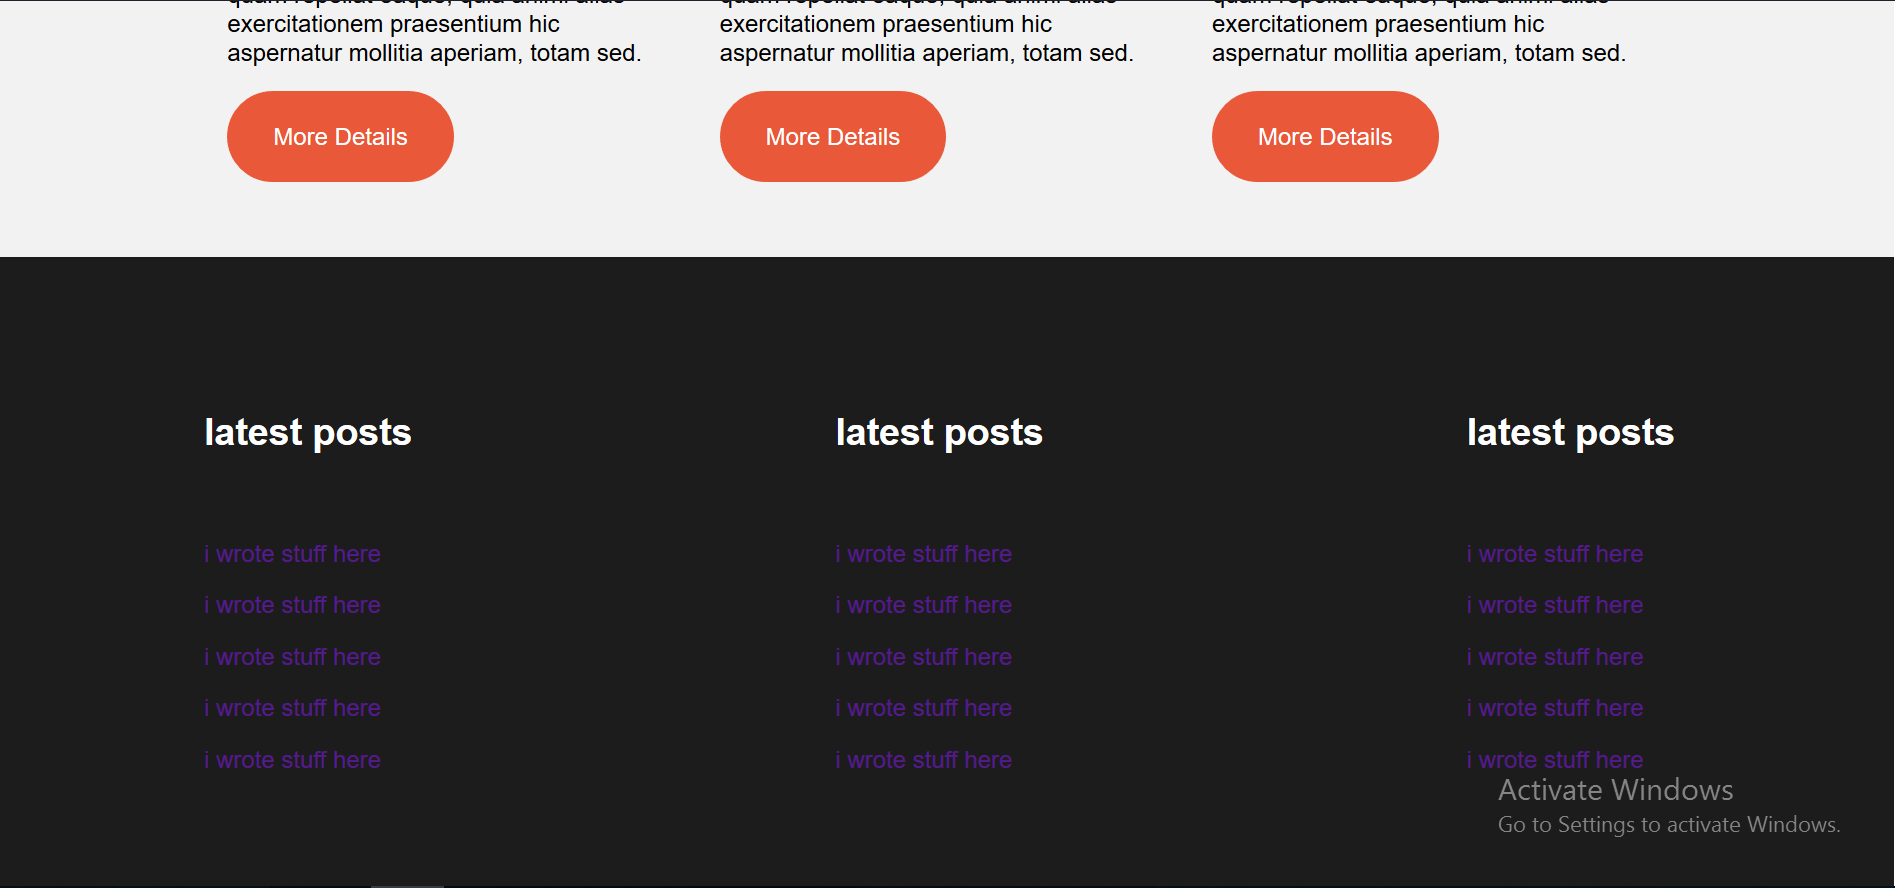 exercitationem praesentium hic
aspernatur mollitia aperiam, totam sed.
More Details
exercitationem praesentium hic
aspernatur mollitia aperiam, totam sed.
More Details
exercitationem praesentium hic
aspernatur mollitia aperiam, totam sed.
More Details
latest posts
i wrote stuff here
i wrote stuff here
i wrote stuff here
i wrote stuff here
i wrote stuff here
latest posts
i wrote stuff here
i wrote stuff here
i wrote stuff here
i wrote stuff here
i wrote stuff here
latest posts
i wrote stuff here
i wrote stuff here
i wrote stuff here
i wrote stuff here
i wrote stuff here
Activate Windows
Go to Settings to activate Windows.